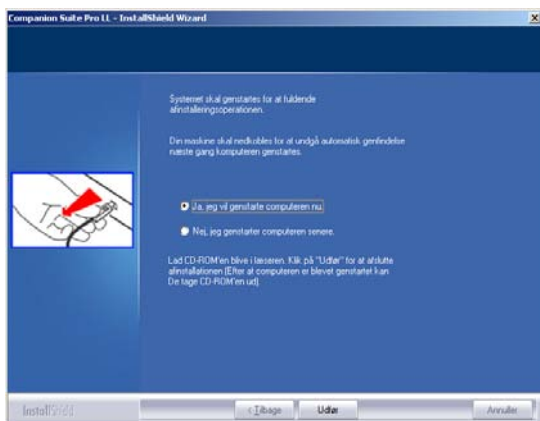 Companion Suite Pro LL - InstallShield Wizard
Systemet skal genstartes for at fuldende
afinstalleringsoperationen.
Din maskine skal nedkobles for at undgå automatisk genfindelse
næste gang komputeren genstartes.
Ja, jeg vil genstarte computeren nu.
Nej, jeg genstarter computeren senere.
Lad CD-ROM'en blive i læseren. Klik på "Udfør" for at afslutte
afinstallationen (Efter at computeren er blevet genstartet kan
De tage CD-ROM'en ud)
InstallShield
< Tilbage
Udfør
Annuller